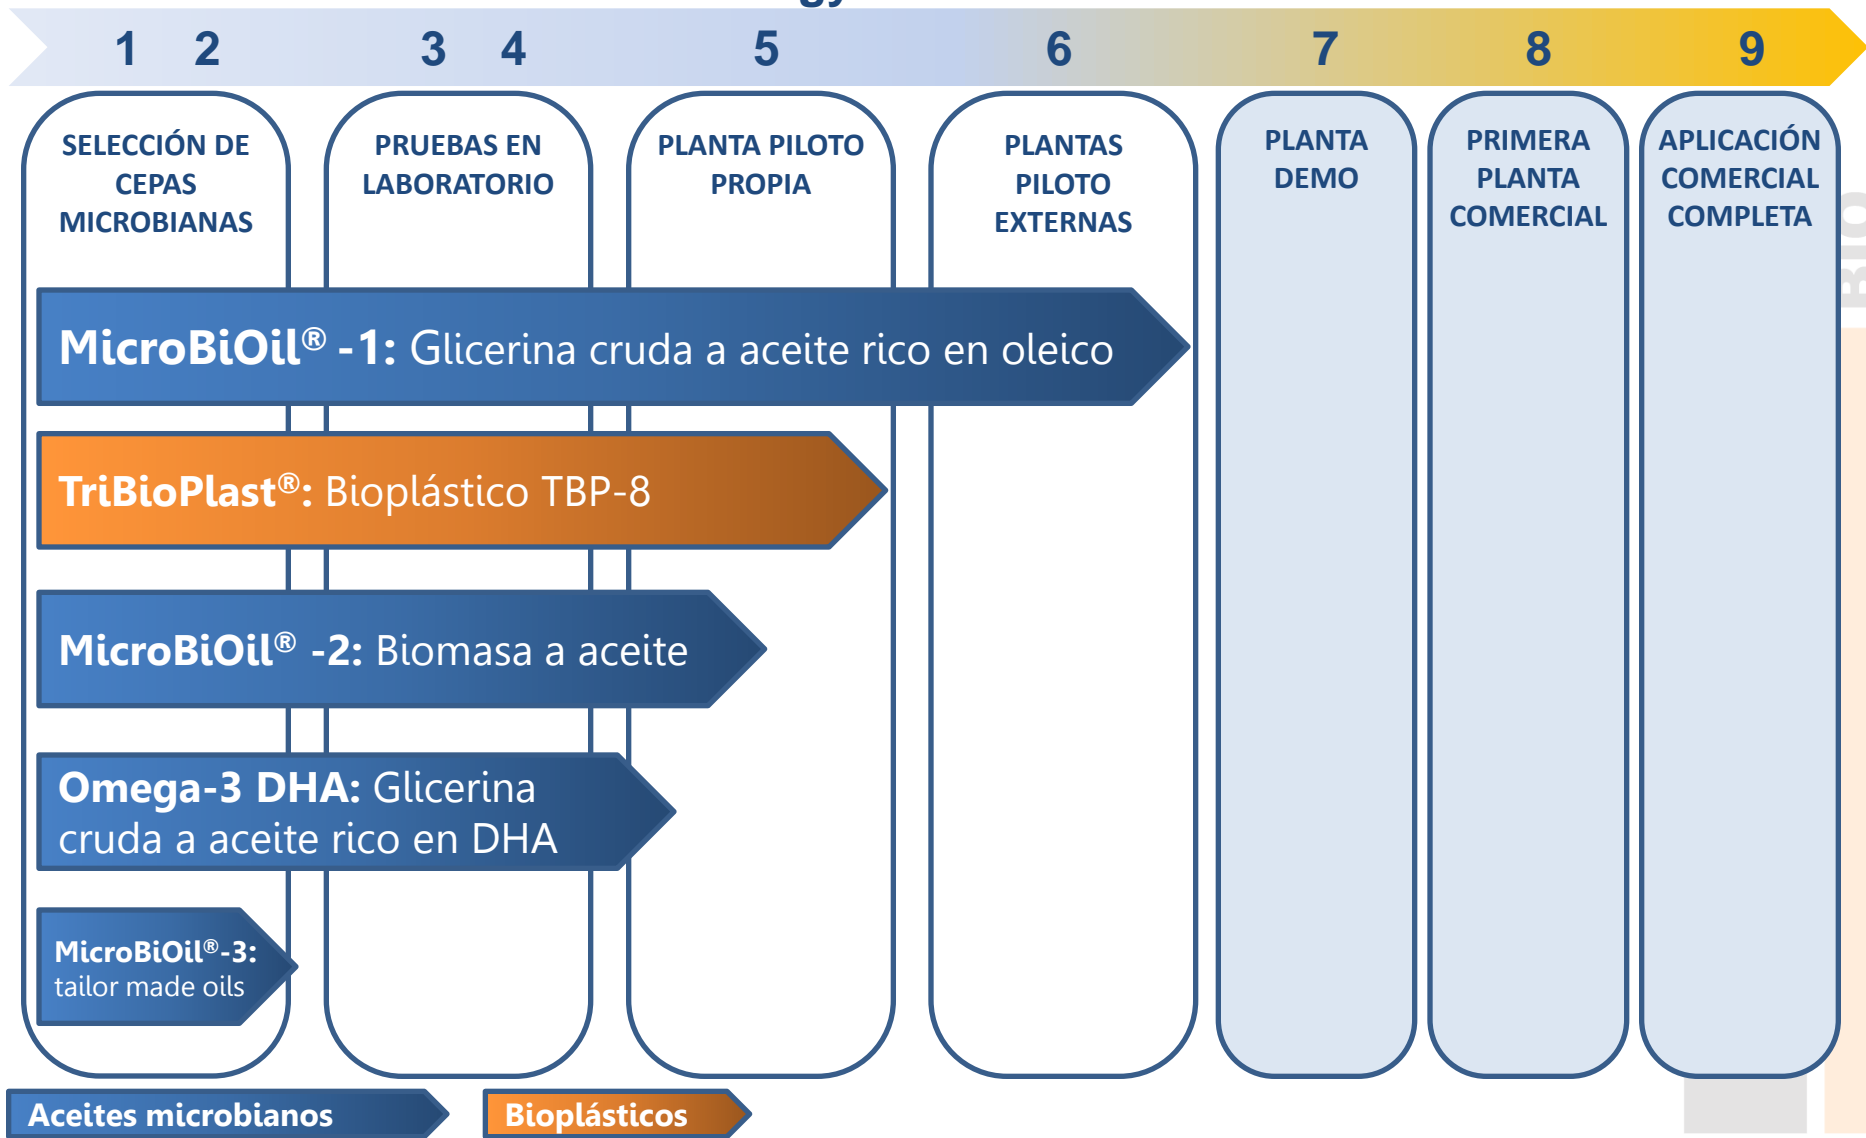 1 2 3 4 5 6 7 8 9
SELECCIÓN DE
CEPAS
MICROBIANAS
PRUEBAS EN
LABORATORIO
PLANTA PILOTO
PROPIA
PLANTAS
PILOTO
EXTERNAS
PLANTA
DEMO
PRIMERA
PLANTA
COMERCIAL
APLICACIÓN
COMERCIAL
COMPLETA
BIO
MicroBiOil® -1: Glicerina cruda a aceite rico en oleico
TriBioPlast®: Bioplástico TBP-8
MicroBiOil® -2: Biomasa a aceite
Omega-3 DHA: Glicerina
cruda a aceite rico en DHA
MicroBiOil®-3:
tailor made oils
Aceites microbianos
Bioplásticos